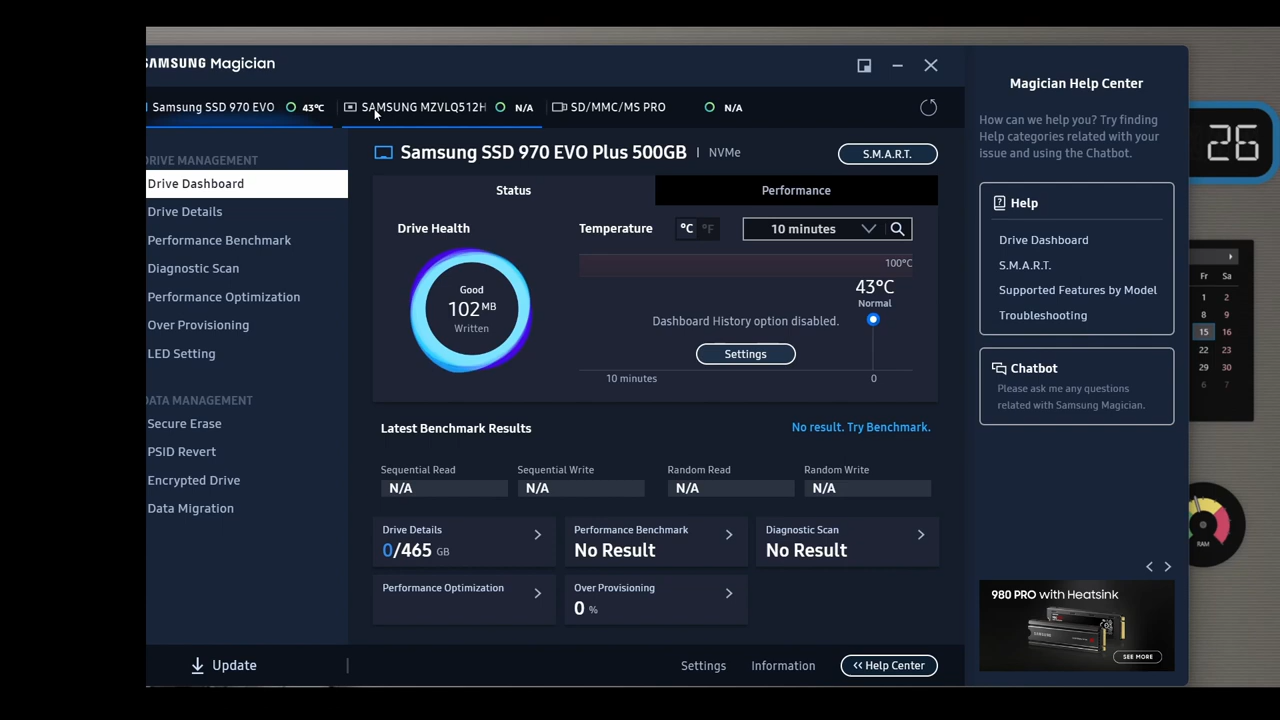 SAMSUNG Magician
Samsung SSD 970 EVO 43°C SAMSUNG MZVLQ512H N/A SD/MMC/MS PRO N/A
DRIVE MANAGEMENT
Drive Dashboard
Drive Details
Performance Benchmark
Diagnostic Scan
Performance Optimization
Over Provisioning
LED Setting
DATA MANAGEMENT
Secure Erase
PSID Revert
Encrypted Drive
Data Migration
Update
Samsung SSD 970 EVO Plus 500GB | NVMe S.M.A.R.T.
Status Performance
Drive Health
Good
102 MB
Written
Temperature °C °F 10 minutes
100°C
43°C
Normal
Dashboard History option disabled.
Settings
10 minutes 0
Latest Benchmark Results No result. Try Benchmark.
Sequential Read Sequential Write Random Read Random Write
N/A N/A N/A N/A
Drive Details Performance Benchmark Diagnostic Scan
0/465 GB No Result No Result
Performance Optimization Over Provisioning
0 %
Settings Information Help Center
Magician Help Center
How can we help you? Try finding
Help categories related with your
issue and using the Chatbot.
Help
Drive Dashboard
S.M.A.R.T.
Supported Features by Model
Troubleshooting
Chatbot
Please ask me any questions
related with Samsung Magician.
980 PRO with Heatsink
SAMSUNG
SEE MORE
26
Fr Sa
1 2
8 9
15 16
22 23
29 30
6 7
RAM